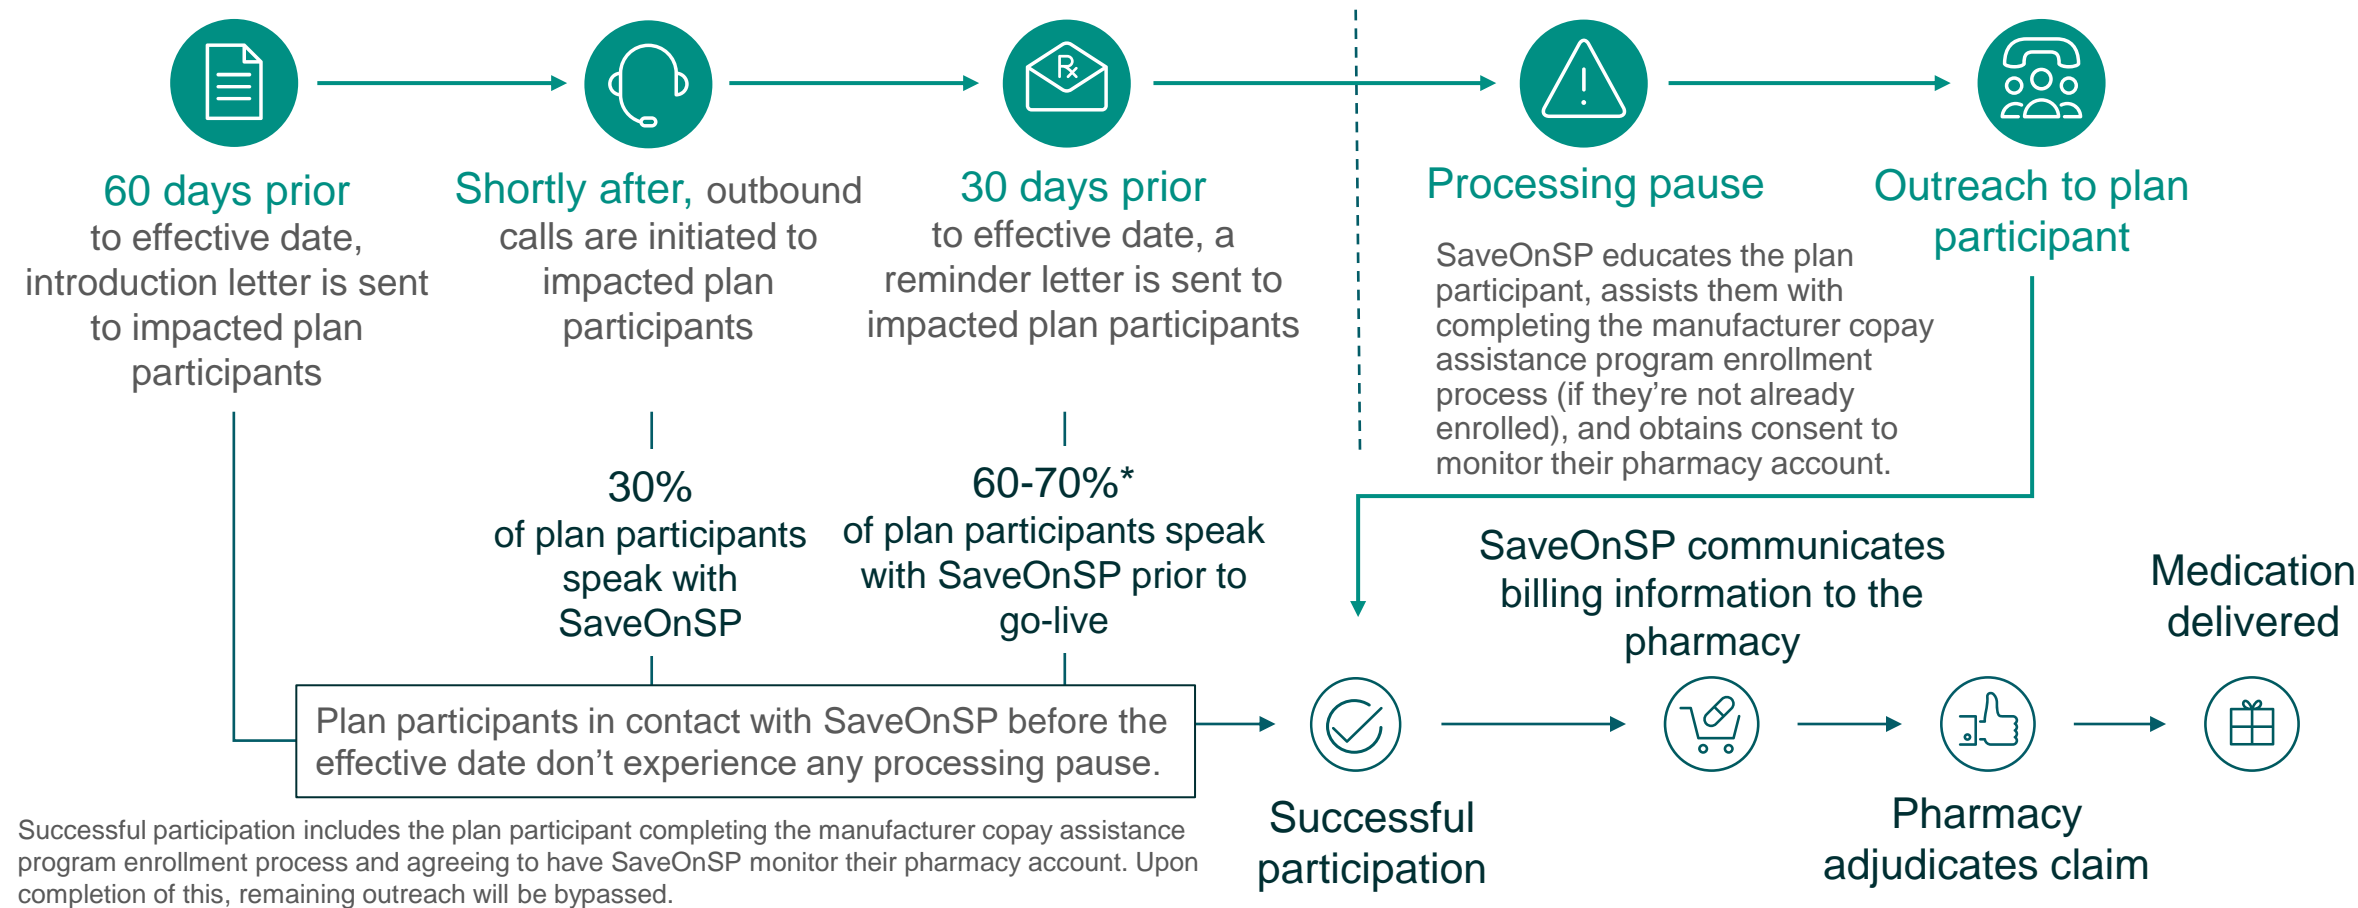 60 days prior
to effective date,
introduction letter is sent
to impacted plan
participants
Shortly after, outbound
calls are initiated to
impacted plan
participants
Rx
30 days prior
to effective date, a
reminder letter is sent to
impacted plan participants
Processing pause
SaveOnSP educates the plan
participant, assists them with
completing the manufacturer copay
assistance program enrollment
process (if they’re not already
enrolled), and obtains consent to
monitor their pharmacy account.
Outreach to plan
participant
30%
of plan participants
speak with
SaveOnSP
60-70%*
of plan participants speak
with SaveOnSP prior to
go-live
Plan participants in contact with SaveOnSP before the
effective date don’t experience any processing pause.
Successful
participation
SaveOnSP communicates
billing information to the
pharmacy
Pharmacy
adjudicates claim
Medication
delivered
Successful participation includes the plan participant completing the manufacturer copay assistance
program enrollment process and agreeing to have SaveOnSP monitor their pharmacy account. Upon
completion of this, remaining outreach will be bypassed.